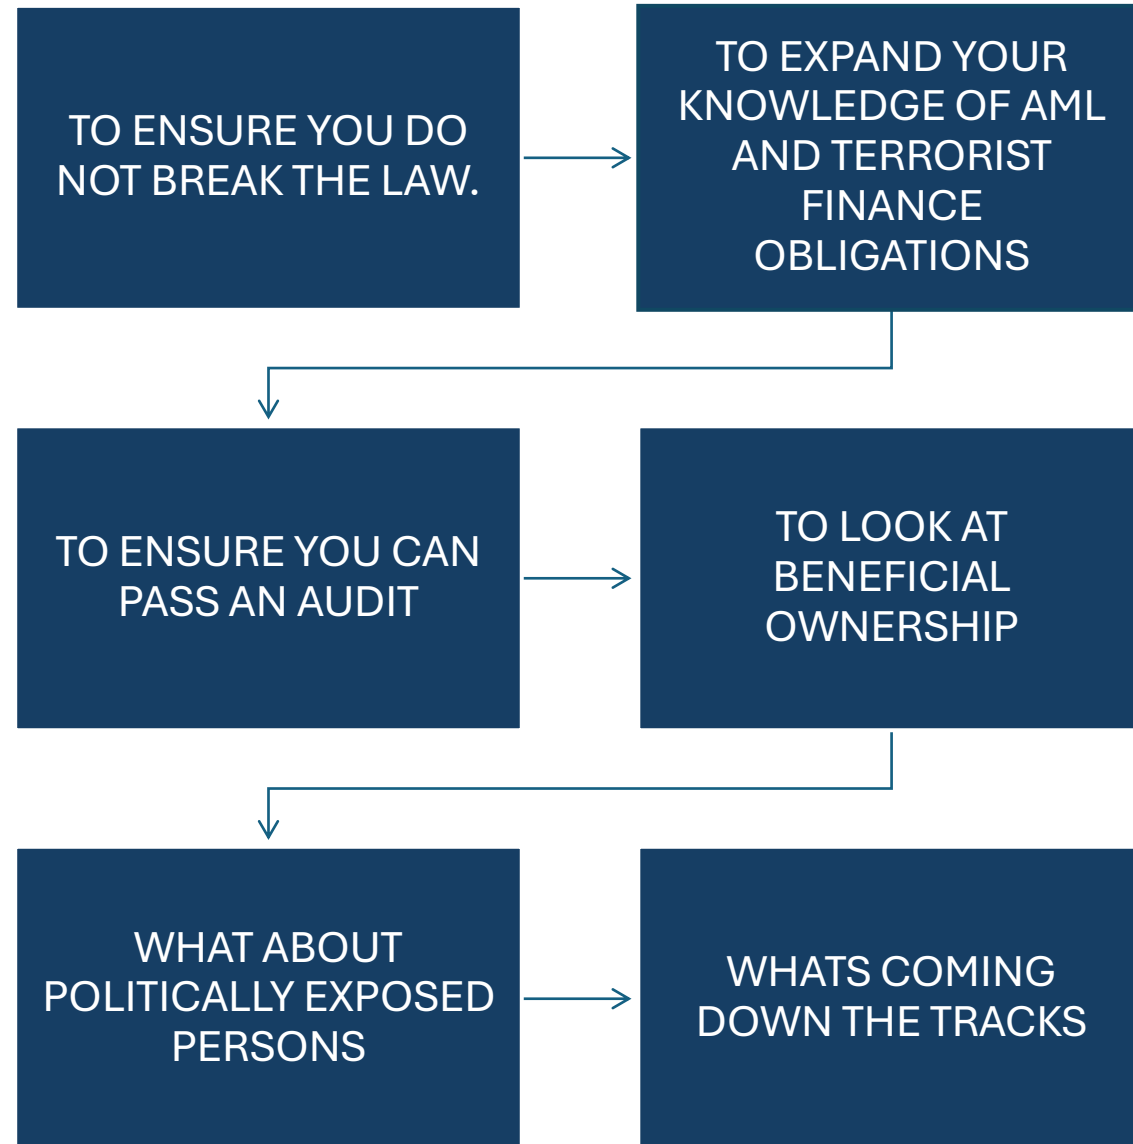 TO ENSURE YOU DO
NOT BREAK THE LAW.
TO EXPAND YOUR
KNOWLEDGE OF AML
AND TERRORIST
FINANCE
OBLIGATIONS
TO ENSURE YOU CAN
PASS AN AUDIT
TO LOOK AT
BENEFICIAL
OWNERSHIP
WHAT ABOUT
POLITICALLY EXPOSED
PERSONS
WHATS COMING
DOWN THE TRACKS